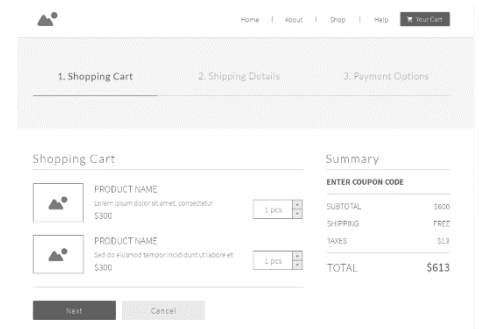 Home | About | Shop | Help Your Cart
1. Shopping Cart 2. Shipping Details 3. Payment Options
Shopping Cart
PRODUCT NAME
Lorem ipsum dolor sit amet, consectetur
$300
1 pcs
PRODUCT NAME
Sed do eiusmod tempor incididunt ut labore et
$300
1 pcs
Next Cancel
Summary
ENTER COUPON CODE
SUBTOTAL $600
SHIPPING FREE
TAXES $13
TOTAL $613